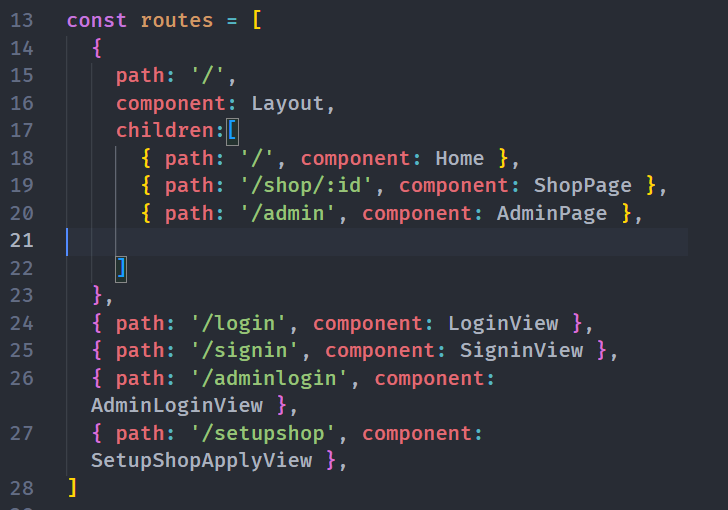 13 const routes = [
14 {
15 path: '/',
16 component: Layout,
17 children:[
18 { path: '/', component: Home },
19 { path: '/shop/:id', component: ShopPage },
20 { path: '/admin', component: AdminPage },
21
22 ]
23 },
24 { path: '/login', component: LoginView },
25 { path: '/signin', component: SigninView },
26 { path: '/adminlogin', component:
AdminLoginView },
27 { path: '/setupshop', component:
SetupShopApplyView },
28 ]